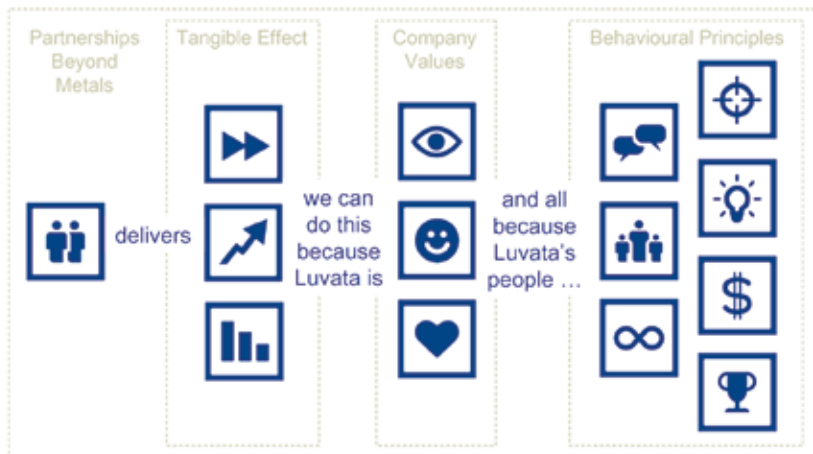 Partnerships
Beyond
Metals
Tangible Effect
Company
Values
Behavioural Principles
delivers
we can
do this
because
Luvata is
and all
because
Luvata's
people ...
$